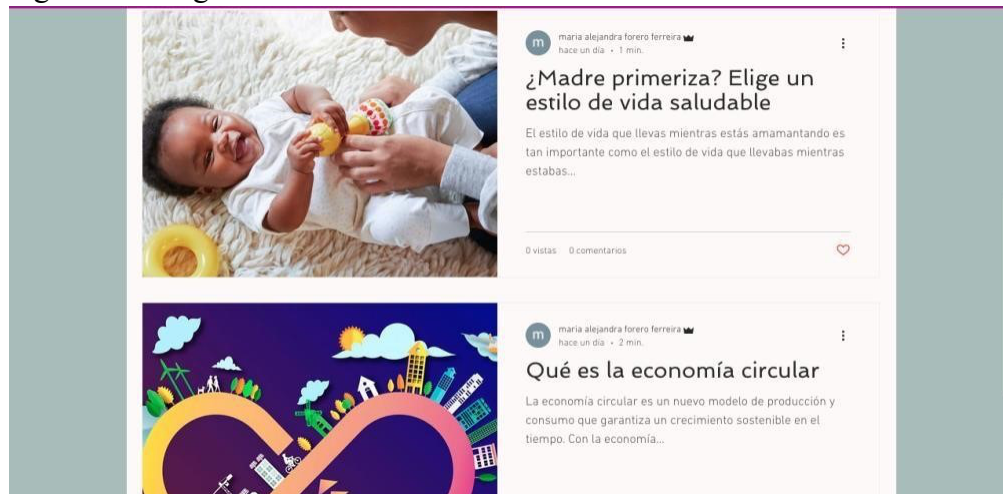 m
maria alejandra forero ferreira
hace un día • 1 min.
¿Madre primeriza? Elige un
estilo de vida saludable
El estilo de vida que llevas mientras estás amamantando es
tan importante como el estilo de vida que llevabas mientras
estabas...
0 vistas 0 comentarios
m
maria alejandra forero ferreira
hace un día • 2 min.
Qué es la economía circular
La economía circular es un nuevo modelo de producción y
consumo que garantiza un crecimiento sostenible en el
tiempo. Con la economía...